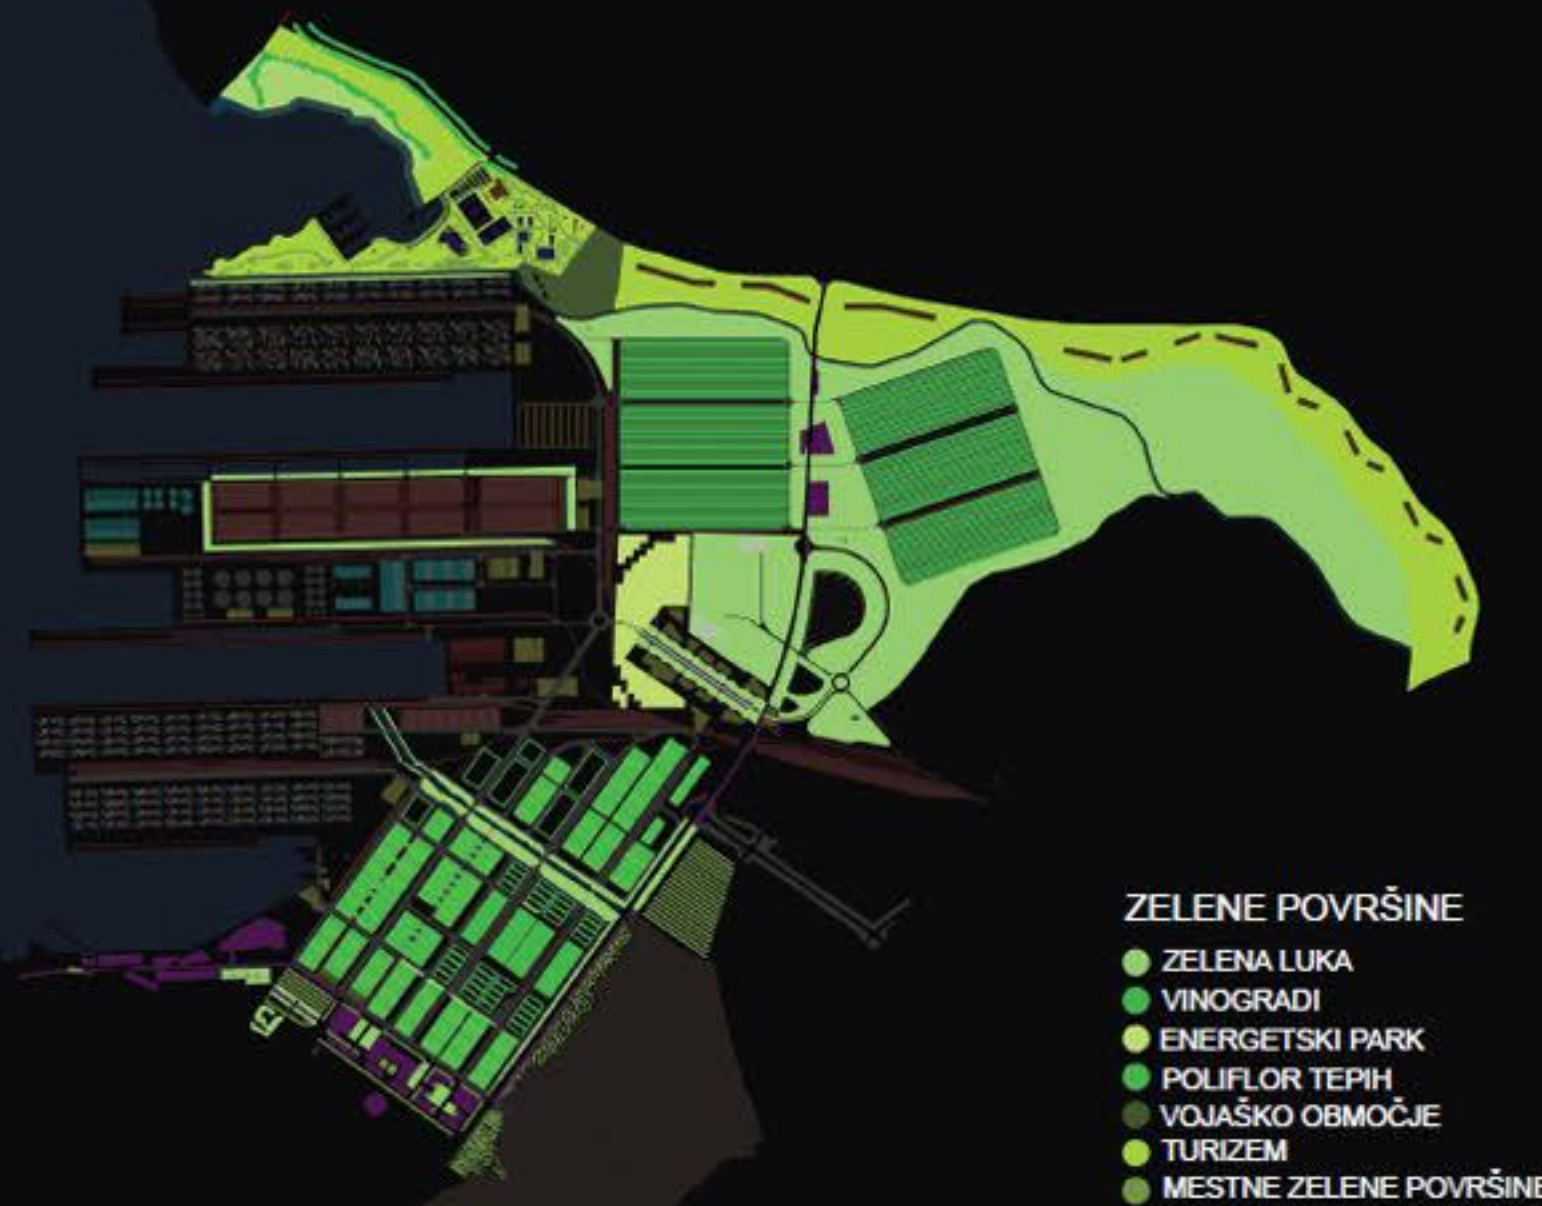 ZELENE POVRŠINE
ZELENA LUKA
VINOGRADI
ENERGETSKI PARK
POLIFLOR TEPIH
VOJAŠKO OBMOČJE
TURIZEM
MESTNE ZELENE POVRŠINE